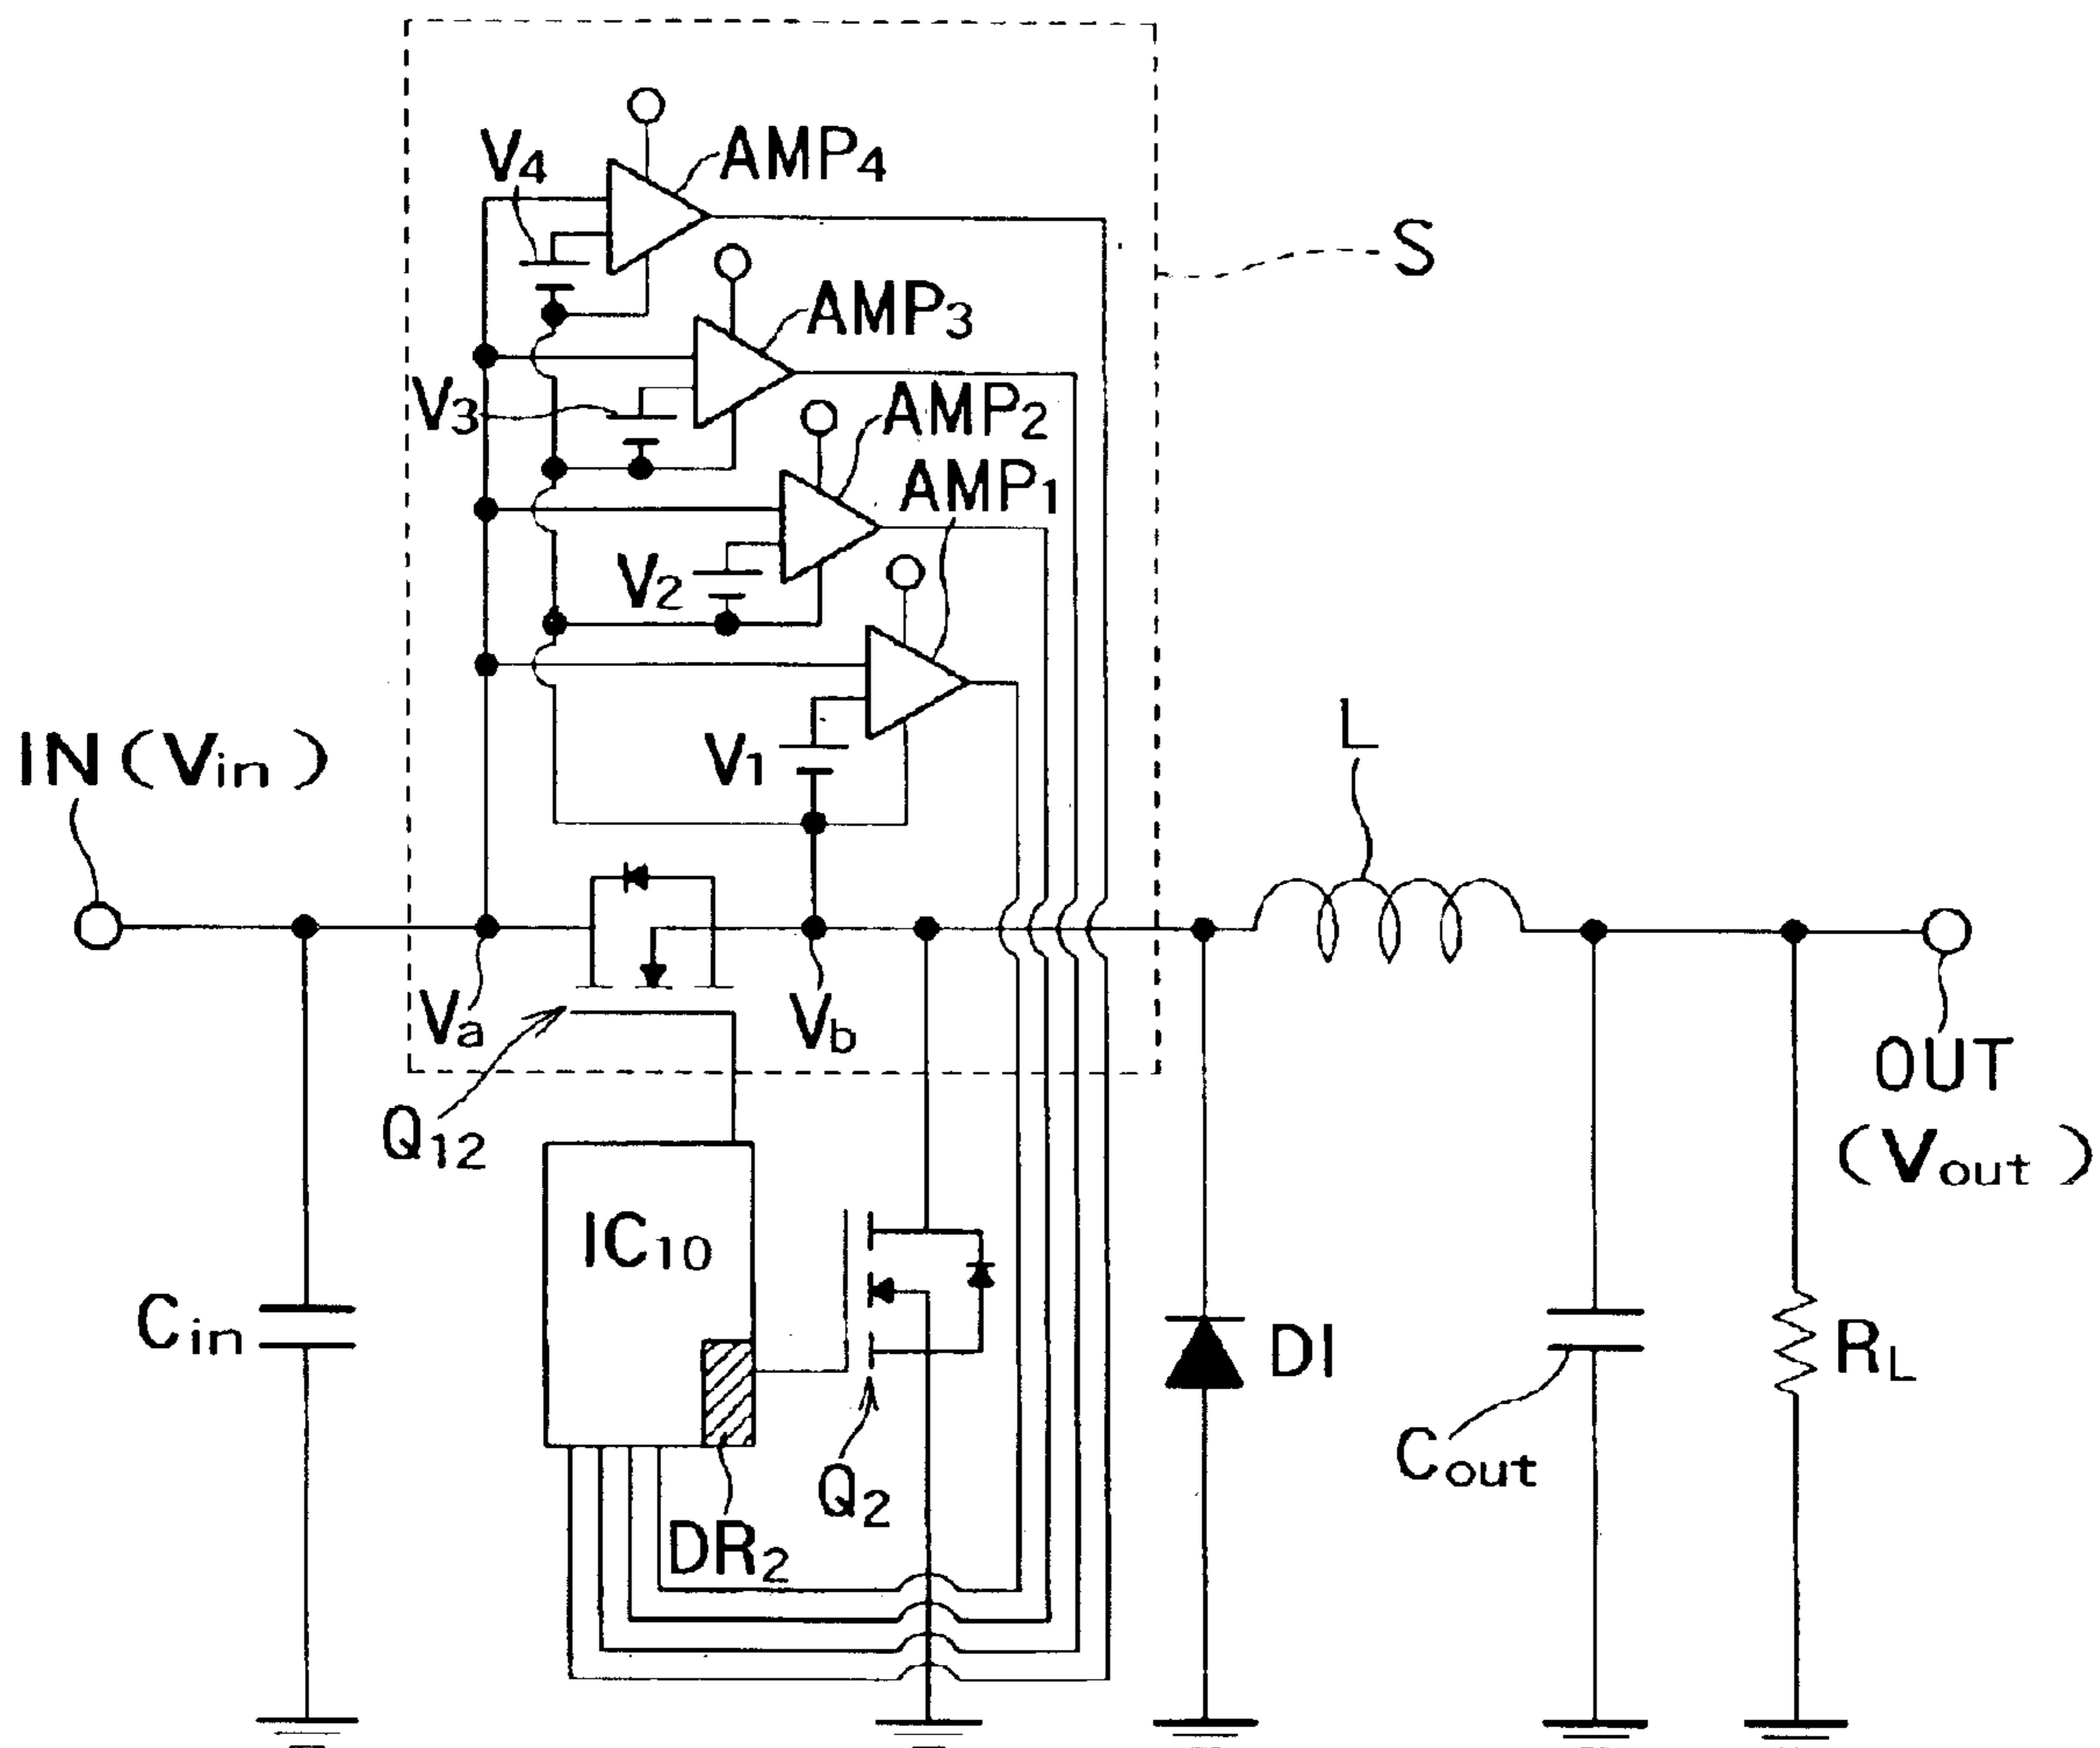 V4
AMP4
S
AMP3
V3
AMP2
AMP1
V2
V1
L
IN (Vin)
Va
Vb
OUT
(Vout)
Q12
IC10
Cin
DI
RL
Cout
Q2
DR2